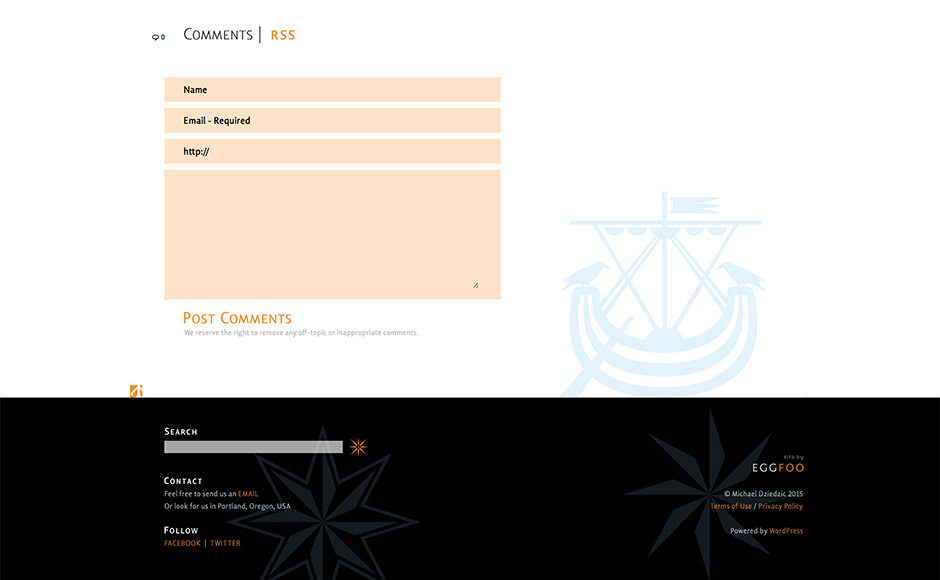 0 Comments | RSS
Name
Email - Required
http://
Post Comments
We reserve the right to remove any off-topic or inappropriate comments.
Search
Contact
Feel free to send us an EMAIL
Or look for us in Portland, Oregon, USA
Follow
FACEBOOK | TWITTER
site by
EGGFOO
© Michael Dziedzic 2015
Terms of Use / Privacy Policy
Powered by WordPress